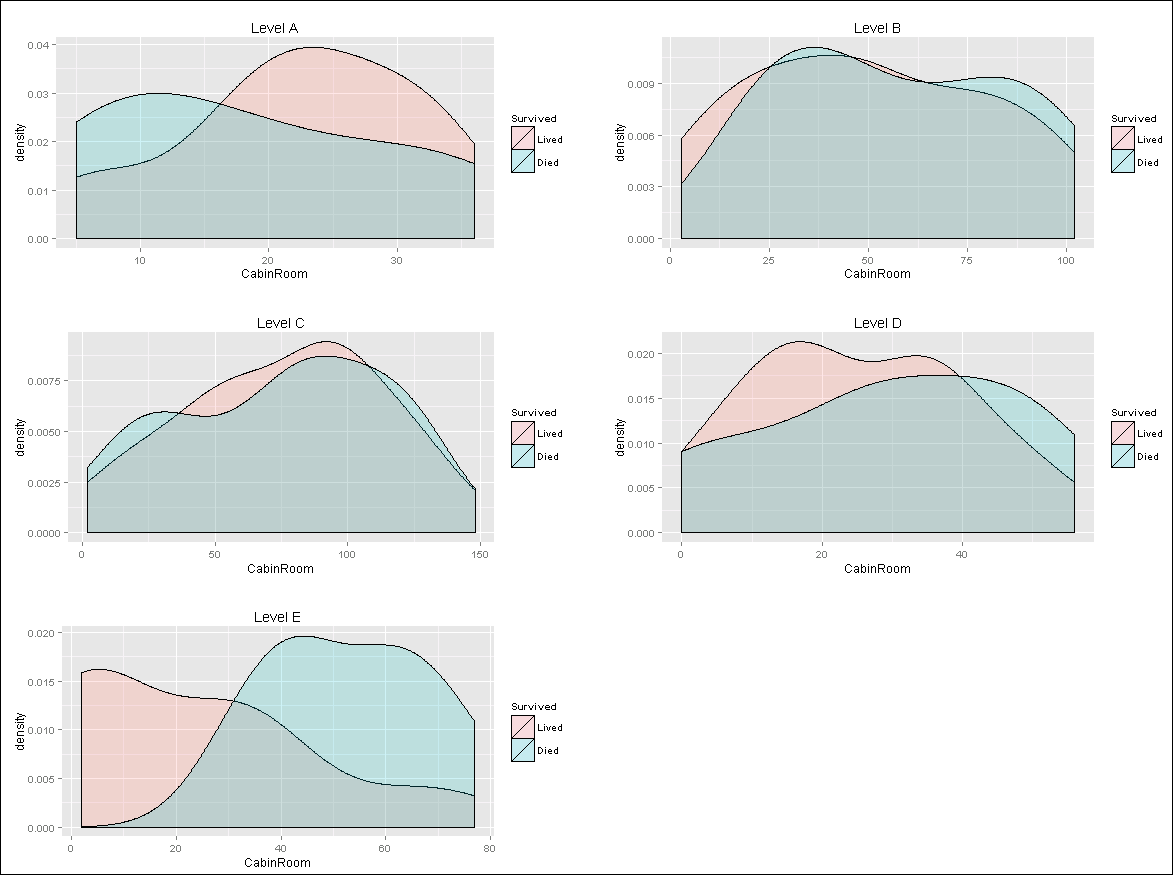 Level A
0.04
0.03
0.02
0.01
0.00
density
10 20 30
CabinRoom
Survived
Lived
Died
Level B
0.009
0.006
0.003
0.000
density
0 25 50 75 100
CabinRoom
Survived
Lived
Died
Level C
0.0075
0.0050
0.0025
0.0000
density
0 50 100 150
CabinRoom
Survived
Lived
Died
Level D
0.020
0.015
0.010
0.005
0.000
density
0 20 40
CabinRoom
Survived
Lived
Died
Level E
0.020
0.015
0.010
0.005
0.000
density
0 20 40 60 80
CabinRoom
Survived
Lived
Died